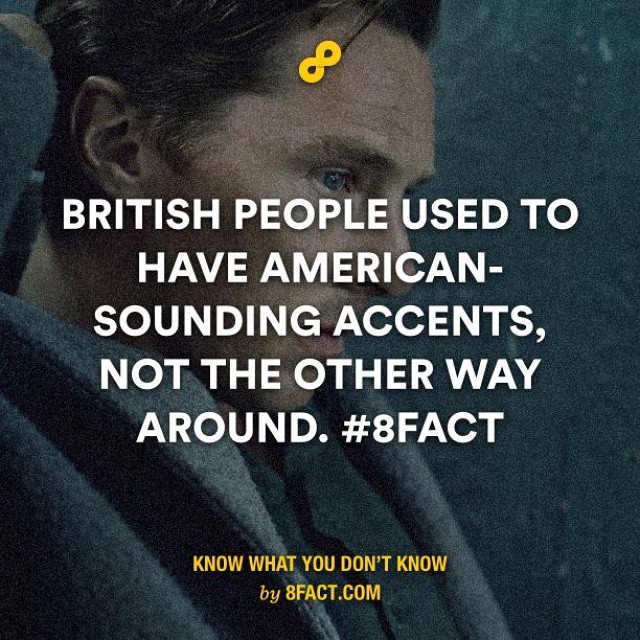 BRITISH PEOPLE USED TO
HAVE AMERICAN-
SOUNDING ACCENTS,
NOT THE OTHER WAY
AROUND. #8FACT
KNOW WHAT YOU DON'T KNOW
by 8FACT.COM